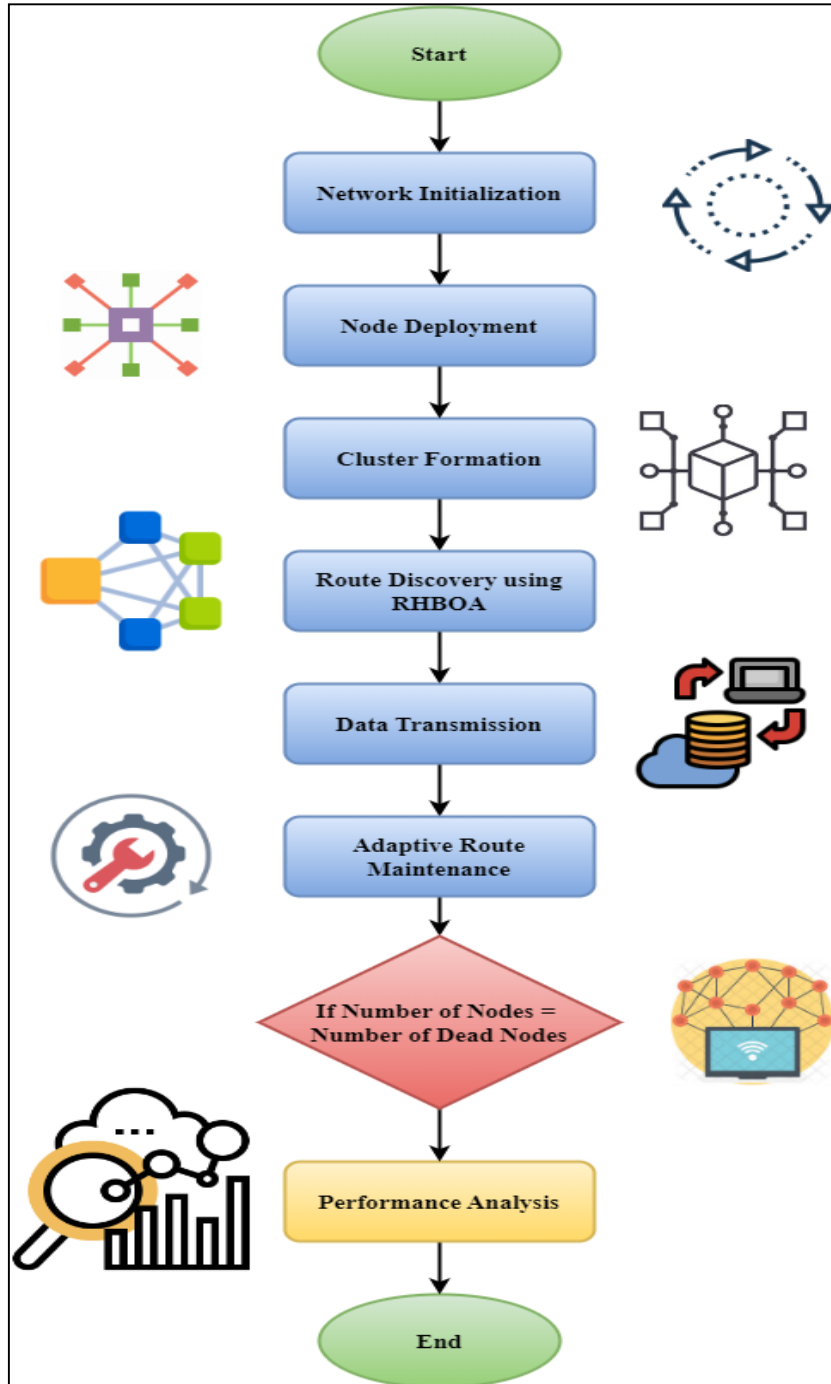 Start
Network Initialization
Node Deployment
Cluster Formation
Route Discovery using
RHBOA
Data Transmission
Adaptive Route
Maintenance
If Number of Nodes =
Number of Dead Nodes
Performance Analysis
End